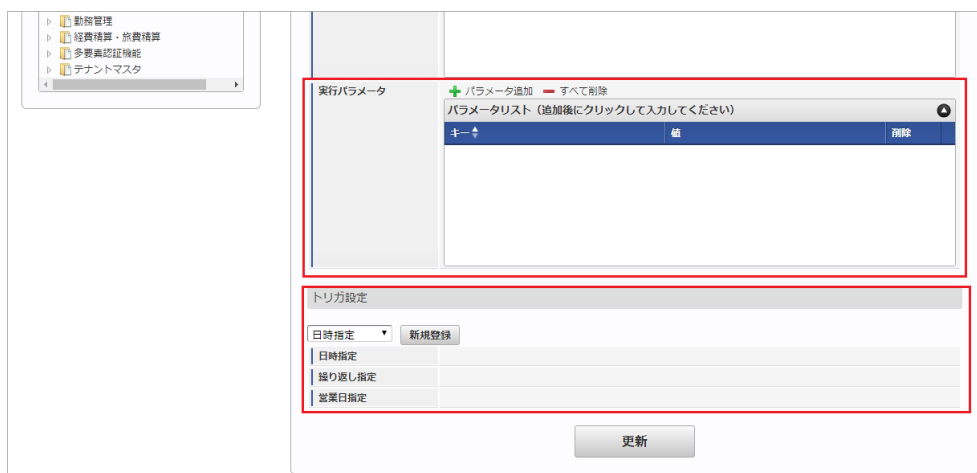 勤務管理
経費精算・旅費精算
多要素認証機能
テナントマスタ
実行パラメータ
パラメータ追加 すべて削除
パラメータリスト（追加後にクリックして入力してください）
キー 値 削除
トリガ設定
日時指定 新規登録
日時指定
繰り返し指定
営業日指定
更新